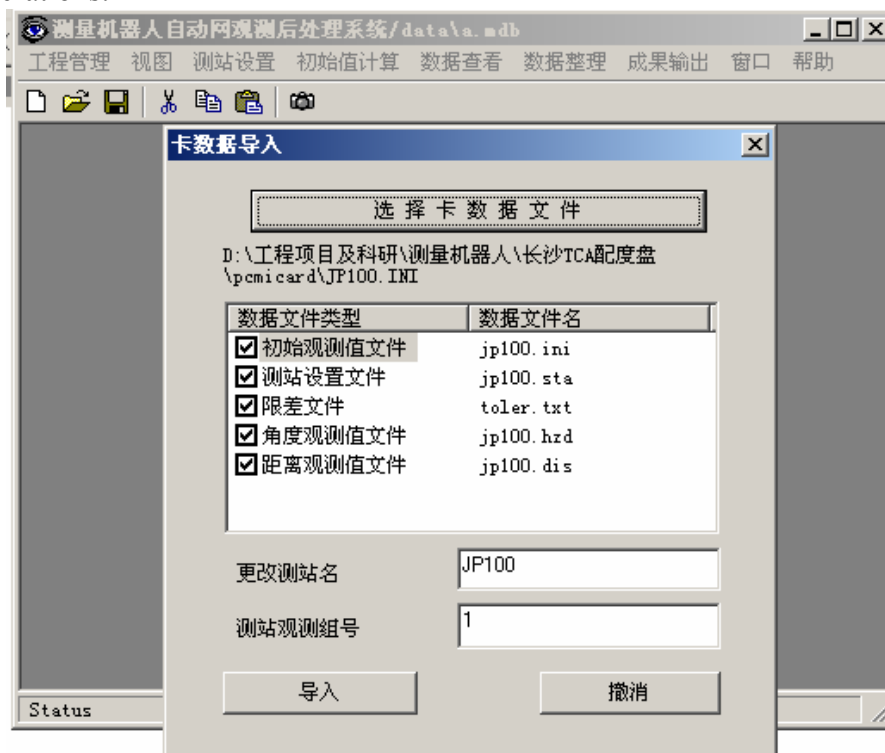 测量机器人自动网观测后处理系统/data\a.mdb
工程管理 视图 测站设置 初始值计算 数据查看 数据整理 成果输出 窗口 帮助
卡数据导入
选择卡数据文件
D:\工程项目及科研\测量机器人\长沙TCA配度盘
\pcmicard\JP100.INI
数据文件类型 数据文件名
初始观测值文件 jp100.ini
测站设置文件 jp100.sta
限差文件 toler.txt
角度观测值文件 jp100.hzd
距离观测值文件 jp100.dis
更改测站名 JP100
测站观测组号 1
导入 撤消
Status